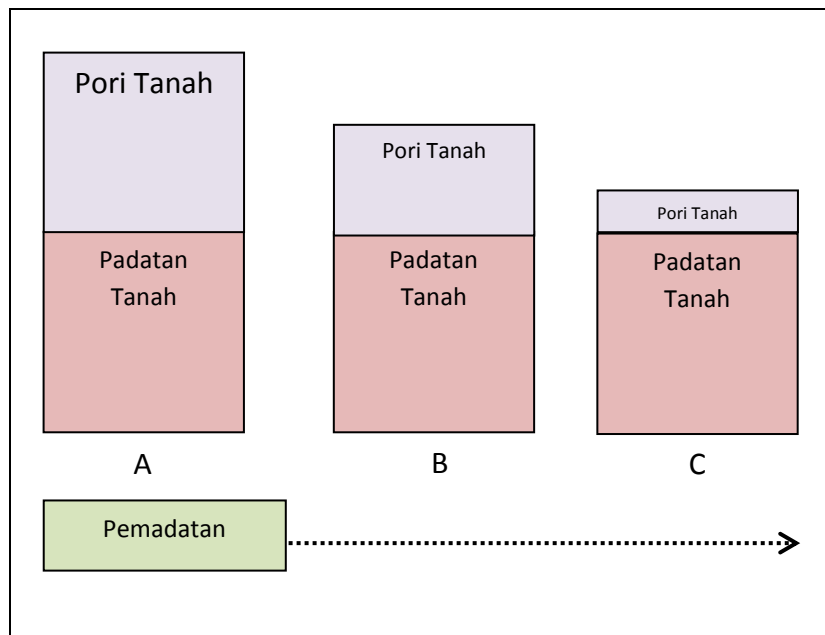 Pori Tanah
Padatan
Tanah
A
Pori Tanah
Padatan
Tanah
B
Pori Tanah
Padatan
Tanah
C
Pemadatan